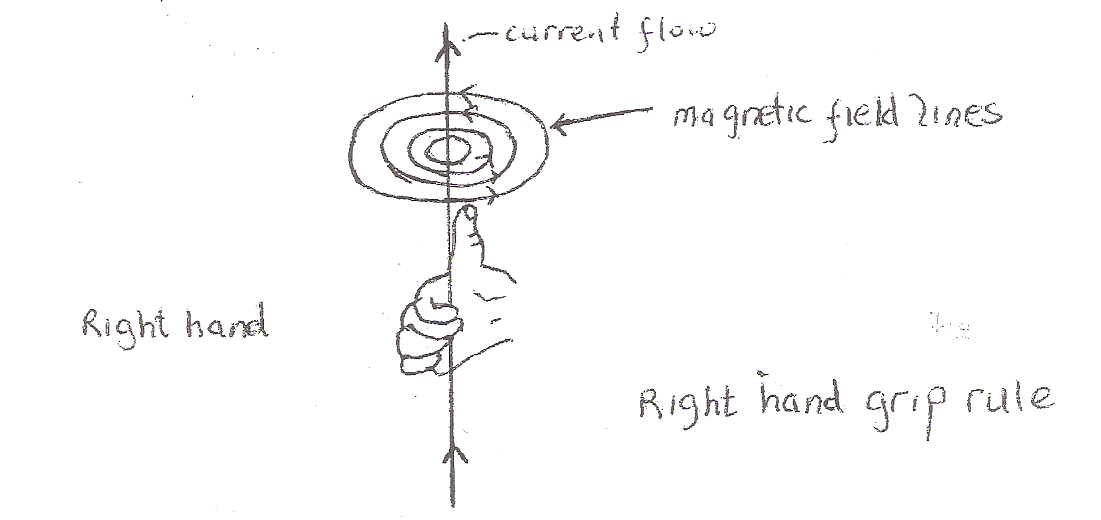 current flow
magnetic field lines
Right hand
Right hand grip rule